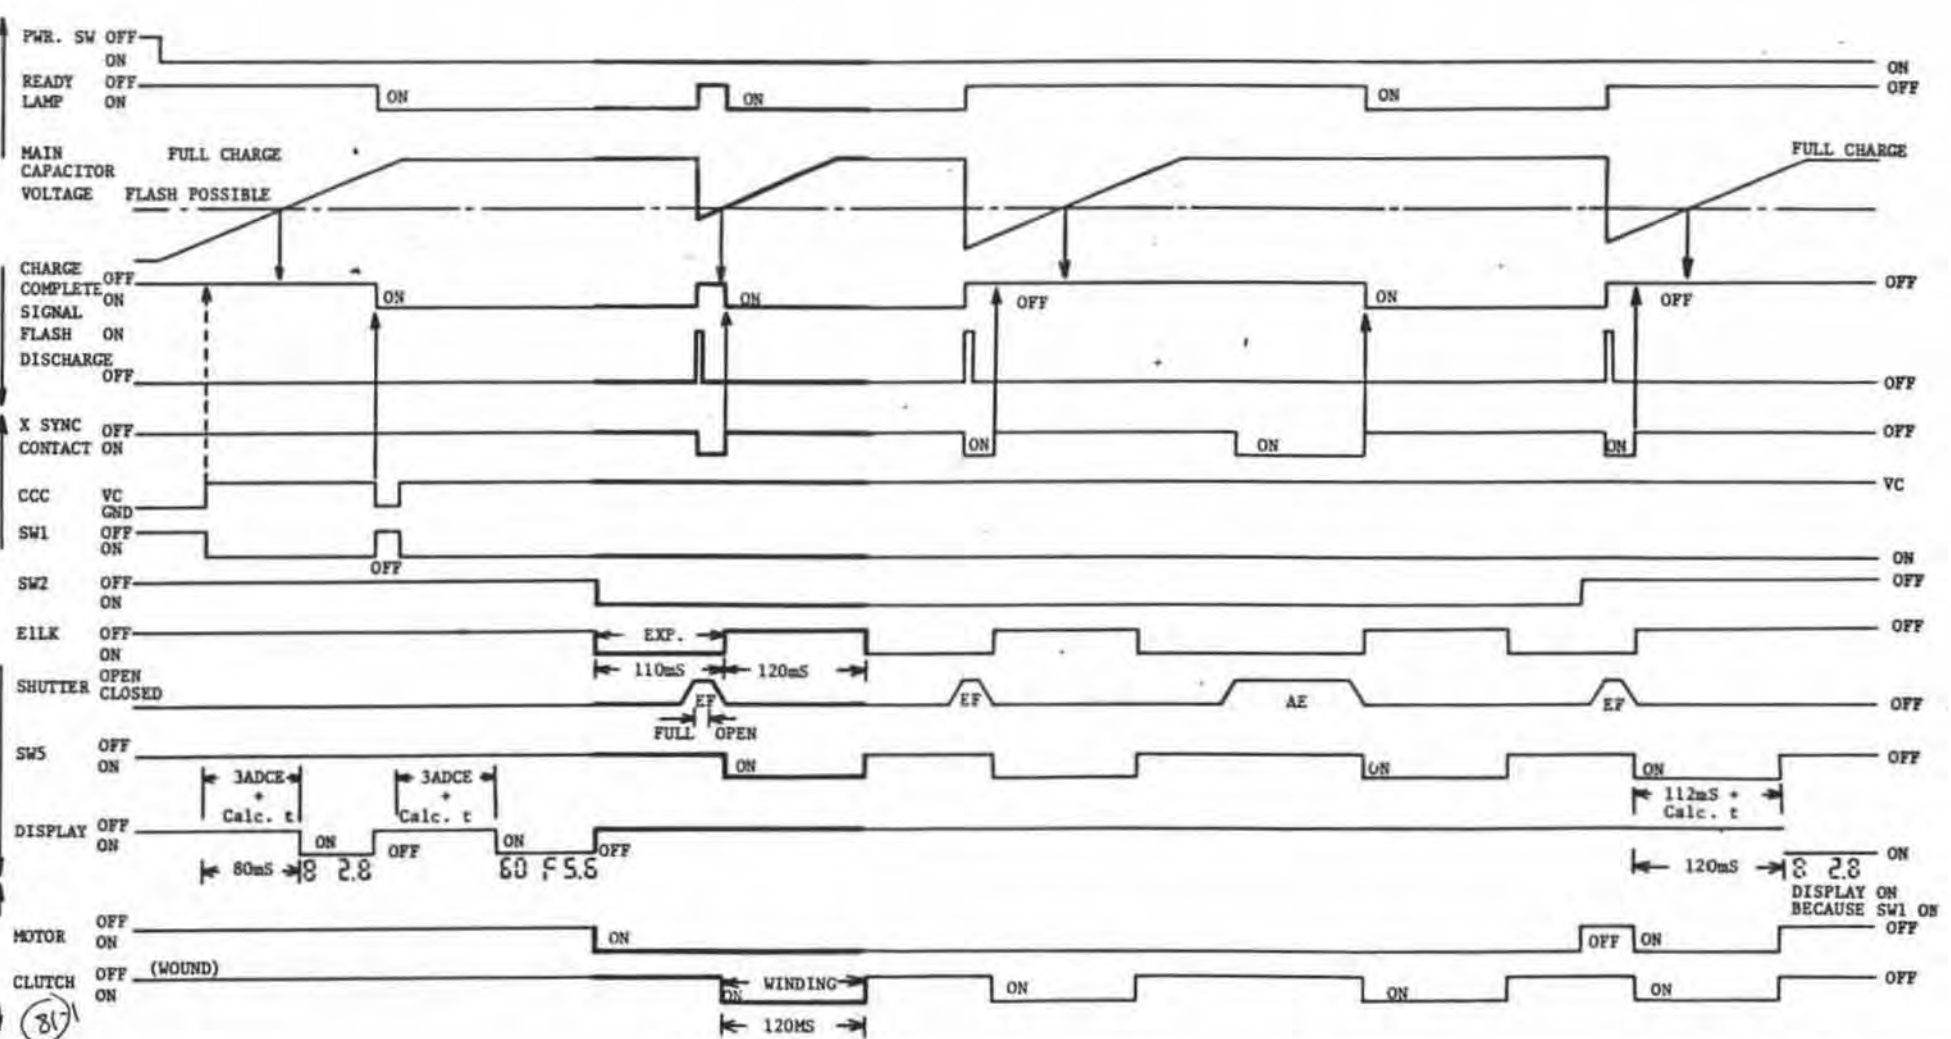 PWR. SW OFF
ON
ON
READY OFF
LAMP ON
ON
ON
ON
OFF
MAIN
CAPACITOR
VOLTAGE
FULL CHARGE
FLASH POSSIBLE
FULL CHARGE
CHARGE
COMPLETE OFF
ON
SIGNAL
ON
ON
OFF
ON
OFF
OFF
FLASH ON
DISCHARGE
OFF
OFF
X SYNC OFF
CONTACT ON
ON
ON
ON
OFF
CCC VC
GND
VC
SW1 OFF
ON
OFF
ON
SW2 OFF
ON
OFF
E1LK OFF
ON
EXP.
110mS 120mS
OFF
SHUTTER OPEN
CLOSED
EF
EF
AE
EF
OFF
FULL OPEN
SW5 OFF
ON
ON
ON
ON
OFF
3ADCE
+
Calc. t
3ADCE
+
Calc. t
112mS +
Calc. t
DISPLAY OFF
ON
ON
OFF
ON
OFF
ON
80mS
8 2.8
60 F 5.6
120mS
8 2.8
DISPLAY ON
BECAUSE SW1 ON
MOTOR OFF
ON
ON
OFF
ON
OFF
CLUTCH OFF
ON
(WOUND)
ON
WINDING
ON
ON
ON
OFF
120MS
81-1